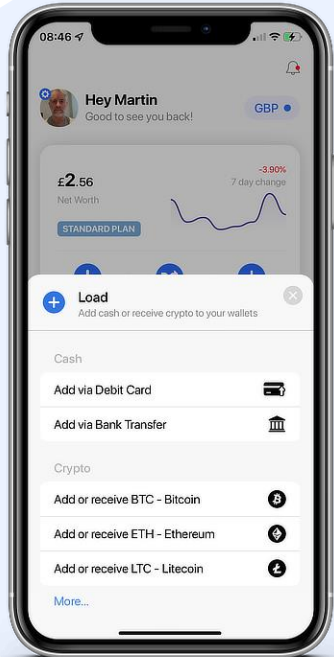 08:46
Hey Martin
Good to see you back!
GBP
£2.56
-3.90%
Net Worth
7 day change
STANDARD PLAN
Load
Add cash or receive crypto to your wallets
Cash
Add via Debit Card
Add via Bank Transfer
Crypto
Add or receive BTC - Bitcoin
Add or receive ETH - Ethereum
Add or receive LTC - Litecoin
More...